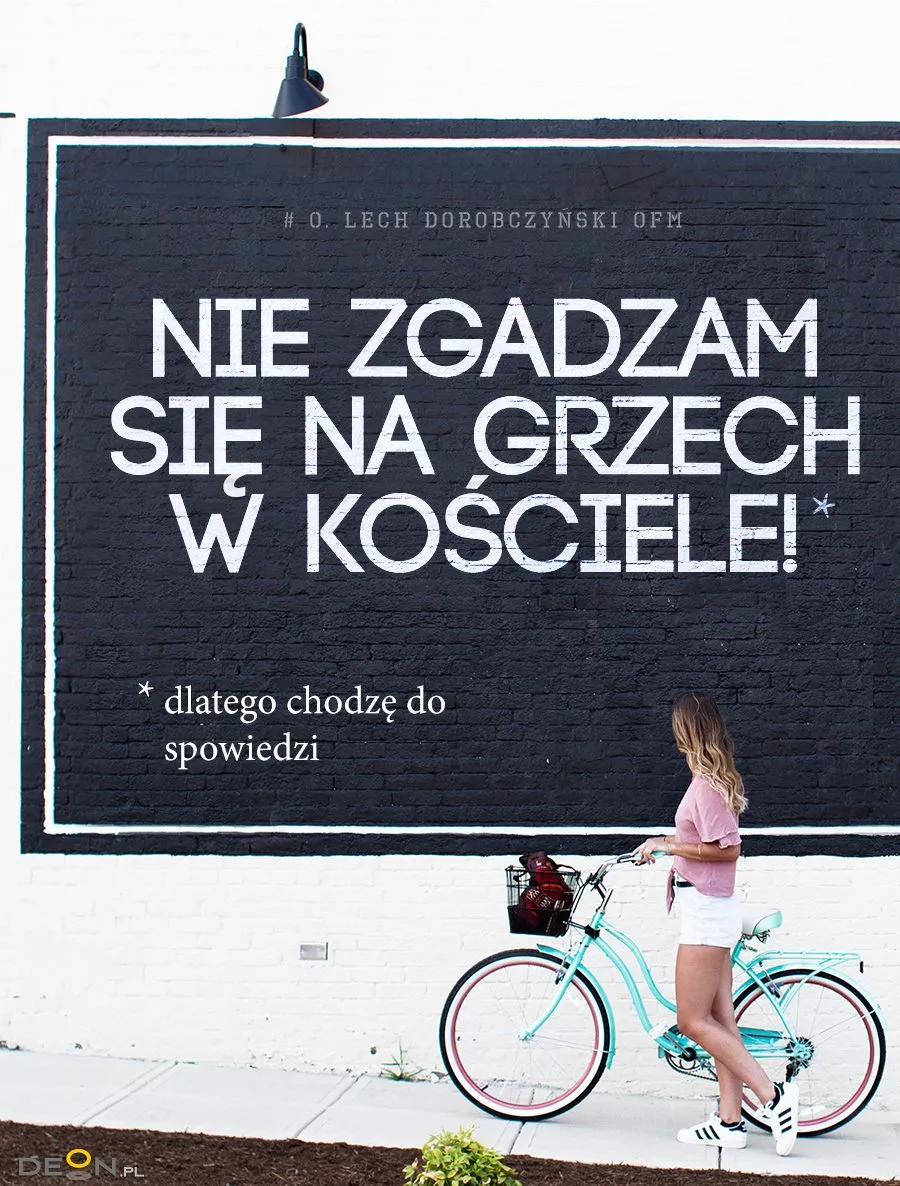 # O. LECH DOROBCZYŃSKI OFM
NIE ZGADZAM
SIĘ NA GRZECH
W KOŚCIELE!*
* dlatego chodzę do
spowiedzi
DEON.PL